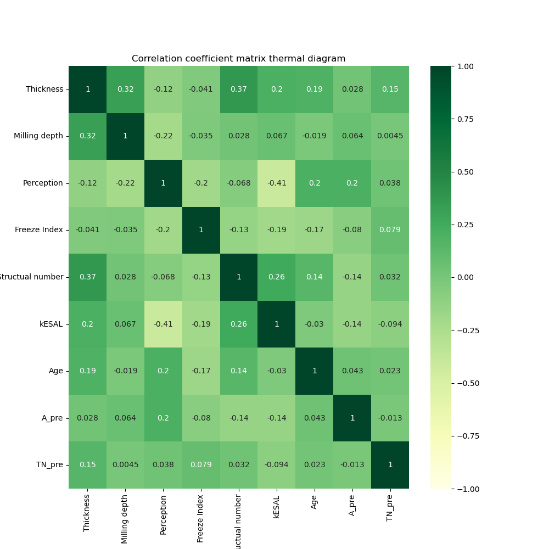 Correlation coefficient matrix thermal diagram
Thickness 1 0.32 -0.12 -0.041 0.37 0.2 0.19 0.028 0.15
Milling depth 0.32 1 -0.22 -0.035 0.028 0.067 -0.019 0.064 0.0045
Perception -0.12 -0.22 1 -0.2 -0.068 -0.41 0.2 0.2 0.038
Freeze Index -0.041 -0.035 -0.2 1 -0.13 -0.19 -0.17 -0.08 0.079
Structual number 0.37 0.028 -0.068 -0.13 1 0.26 0.14 -0.14 0.032
kESAL 0.2 0.067 -0.41 -0.19 0.26 1 -0.03 -0.14 -0.094
Age 0.19 -0.019 0.2 -0.17 0.14 -0.03 1 0.043 0.023
A_pre 0.028 0.064 0.2 -0.08 -0.14 -0.14 0.043 1 -0.013
TN_pre 0.15 0.0045 0.038 0.079 0.032 -0.094 0.023 -0.013 1
Thickness
Milling depth
Perception
Freeze Index
uctual number
kESAL
Age
A_pre
TN_pre
1.00
0.75
0.50
0.25
0.00
−0.25
−0.50
−0.75
−1.00